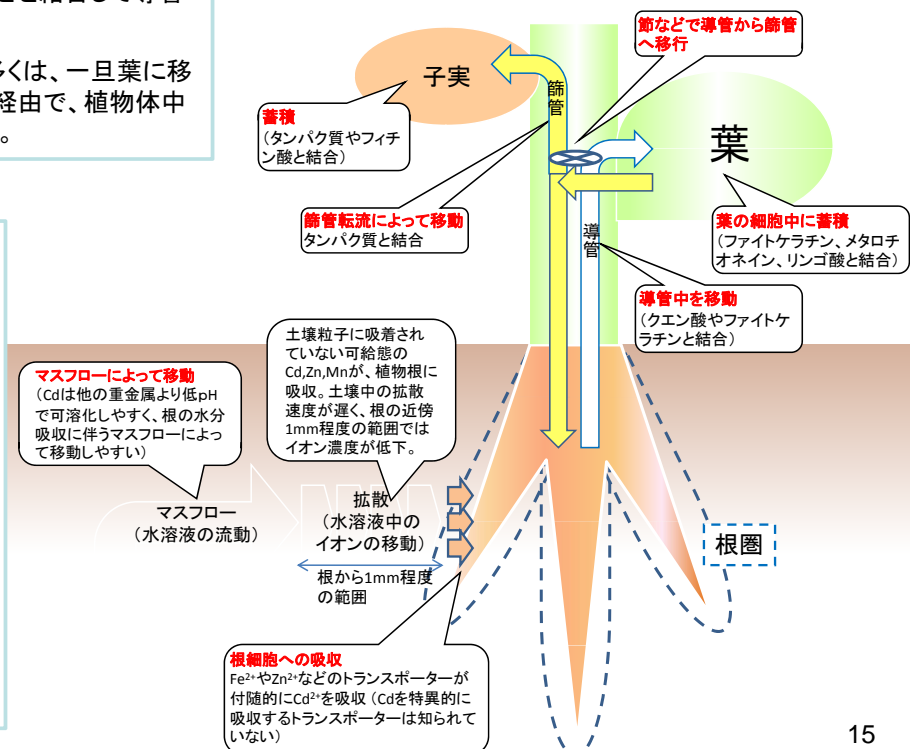 結合して導管
多くは、一旦葉に移
経由で、植物体中
。
節などで導管から篩管
へ移行
子実
篩管
蓄積
(タンパク質やフィチ
ン酸と結合)
葉
篩管転流によって移動
タンパク質と結合
導管
葉の細胞中に蓄積
(ファイトケラチン、メタロチ
オネイン、リンゴ酸と結合)
導管中を移動
(クエン酸やファイトケ
ラチンと結合)
マスフローによって移動
(Cdは他の重金属より低pH
で可溶化しやすく、根の水分
吸収に伴うマスフローによっ
て移動しやすい)
土壌粒子に吸着され
ていない可給態の
Cd,Zn,Mnが、植物根に
吸収。土壌中の拡散
速度が遅く、根の近傍
1mm程度の範囲では
イオン濃度が低下。
マスフロー
(水溶液の流動)
拡散
(水溶液中の
イオンの移動)
根から1mm程度
の範囲
根圏
根細胞への吸収
Fe²⁺やZn²⁺などのトランスポーターが
付随的にCd²⁺を吸収(Cdを特異的に
吸収するトランスポーターは知られて
いない)
15